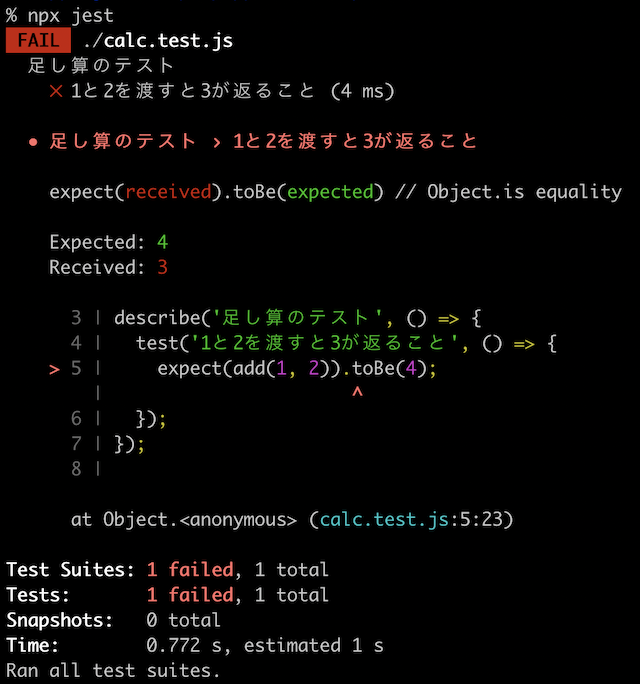 % npx jest
FAIL ./calc.test.js
足し算のテスト
✕ 1と2を渡すと3が返ること (4 ms)
● 足し算のテスト › 1と2を渡すと3が返ること
expect(received).toBe(expected) // Object.is equality
Expected: 4
Received: 3
3 | describe('足し算のテスト', () => {
4 | test('1と2を渡すと3が返ること', () => {
> 5 | expect(add(1, 2)).toBe(4);
| ^
6 | });
7 | });
8 |
at Object.<anonymous> (calc.test.js:5:23)
Test Suites: 1 failed, 1 total
Tests: 1 failed, 1 total
Snapshots: 0 total
Time: 0.772 s, estimated 1 s
Ran all test suites.